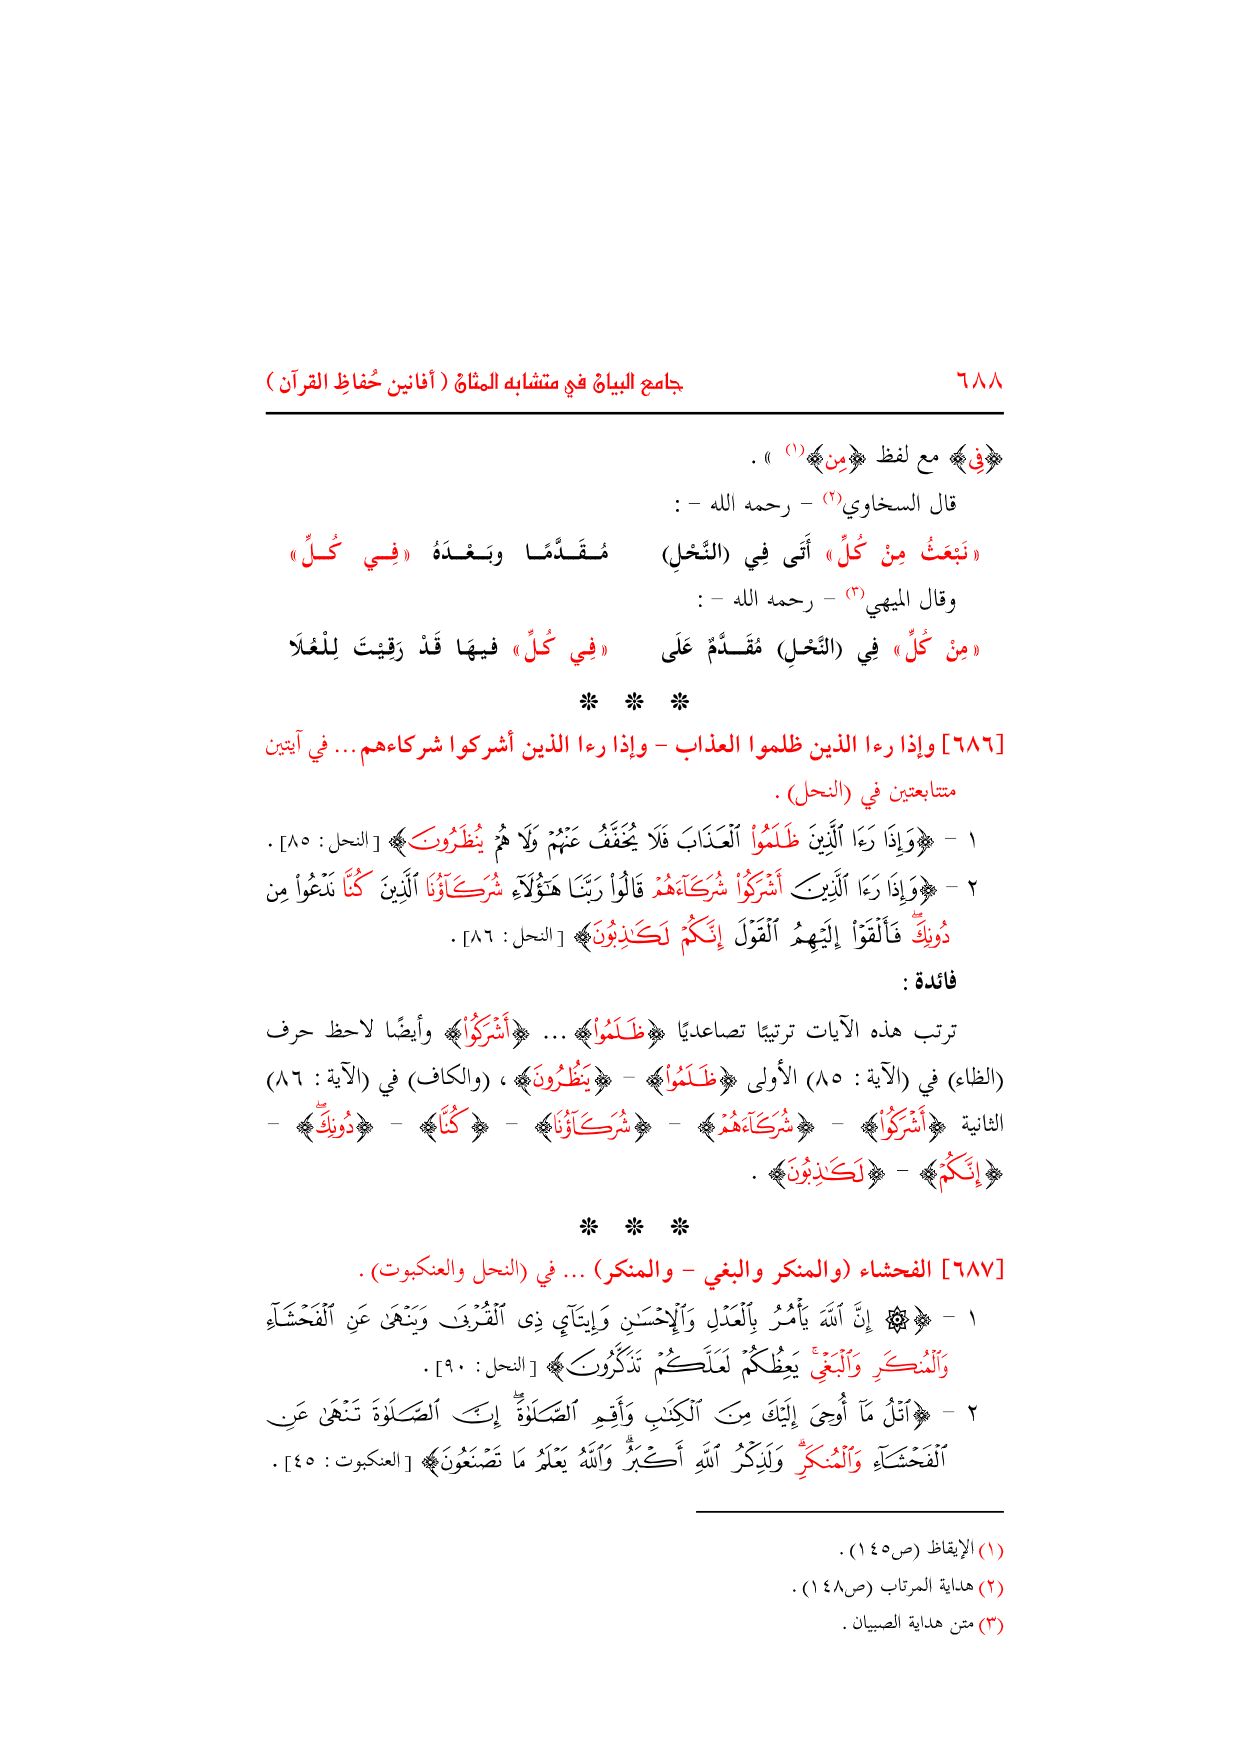 ٦٨٨ جامع البيان في متشابه المثان ( أفانين حُفاظِ القرآن )
﴿فِى﴾ مع لفظ ﴿مِن﴾(١) » .
قال السخاوي(٢) – رحمه الله – :
«نَبْعَثُ مِنْ كُلِّ» أَتَى فِي (النَّحْلِ) مُـقَـدَّمًـا وبَـعْـدَهُ «فِـي كُـلِّ»
وقال الميهي(٣) – رحمه الله – :
«مِنْ كُلِّ» فِي (النَّحْلِ) مُقَـدَّمٌ عَلَى «فِي كُلِّ» فيهَا قَدْ رَقِيْتَ لِلْعُلَا
❊ ❊ ❊
[٦٨٦] وإذا رءا الذين ظلموا العذاب – وإذا رءا الذين أشركوا شركاءهم... في آيتين
متتابعتين في (النحل) .
١ – ﴿وَإِذَا رَءَا ٱلَّذِينَ ظَلَمُواْ ٱلۡعَذَابَ فَلَا يُخَفَّفُ عَنۡهُمۡ وَلَا هُمۡ يُنظَرُونَ﴾ [النحل : ٨٥] .
٢ – ﴿وَإِذَا رَءَا ٱلَّذِينَ أَشۡرَكُواْ شُرَكَآءَهُمۡ قَالُواْ رَبَّنَا هَٰٓؤُلَآءِ شُرَكَآؤُنَا ٱلَّذِينَ كُنَّا نَدۡعُواْ مِن
دُونِكَۖ فَأَلۡقَوۡاْ إِلَيۡهِمُ ٱلۡقَوۡلَ إِنَّكُمۡ لَكَٰذِبُونَ﴾ [النحل : ٨٦] .
فائدة :
ترتب هذه الآيات ترتيبًا تصاعديًا ﴿ظَلَمُواْ﴾ ... ﴿أَشۡرَكُواْ﴾ وأيضًا لاحظ حرف
(الظاء) في (الآية : ٨٥) الأولى ﴿ظَلَمُواْ﴾ – ﴿يَنظُرُونَ﴾ ، (والكاف) في (الآية : ٨٦)
الثانية ﴿أَشۡرَكُواْ﴾ – ﴿شُرَكَآءَهُمۡ﴾ – ﴿شُرَكَآؤُنَا﴾ – ﴿كُنَّا﴾ – ﴿دُونِكَۖ﴾ –
﴿إِنَّكُمۡ﴾ – ﴿لَكَٰذِبُونَ﴾ .
❊ ❊ ❊
[٦٨٧] الفحشاء (والمنكر والبغي – والمنكر) ... في (النحل والعنكبوت) .
١ – ﴿۞ إِنَّ ٱللَّهَ يَأۡمُرُ بِٱلۡعَدۡلِ وَٱلۡإِحۡسَٰنِ وَإِيتَآيِٕ ذِى ٱلۡقُرۡبَىٰ وَيَنۡهَىٰ عَنِ ٱلۡفَحۡشَآءِ
وَٱلۡمُنكَرِ وَٱلۡبَغۡيِۚ يَعِظُكُمۡ لَعَلَّكُمۡ تَذَكَّرُونَ﴾ [النحل : ٩٠] .
٢ – ﴿ٱتۡلُ مَآ أُوحِىَ إِلَيۡكَ مِنَ ٱلۡكِتَٰبِ وَأَقِمِ ٱلصَّلَوٰةَۖ إِنَّ ٱلصَّلَوٰةَ تَنۡهَىٰ عَنِ
ٱلۡفَحۡشَآءِ وَٱلۡمُنكَرِۗ وَلَذِكۡرُ ٱللَّهِ أَكۡبَرُۗ وَٱللَّهُ يَعۡلَمُ مَا تَصۡنَعُونَ﴾ [العنكبوت : ٤٥] .
(١) الإيقاظ (ص١٤٥) .
(٢) هداية المرتاب (ص١٤٨) .
(٣) متن هداية الصبيان .